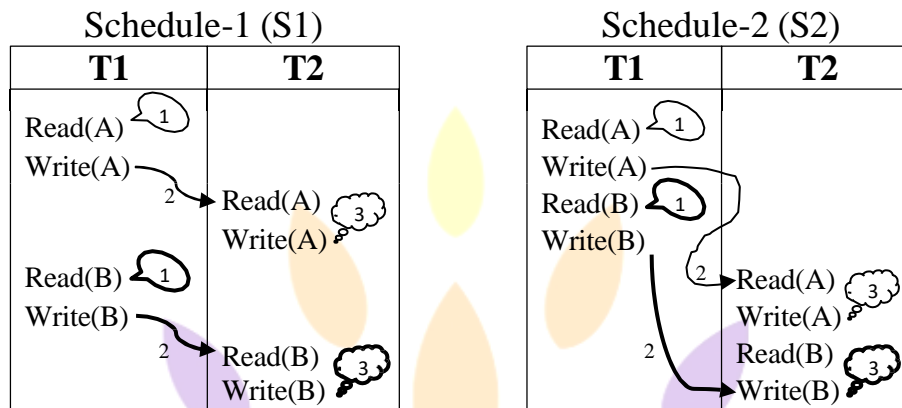 Schedule-1 (S1)
T1 T2
Read(A) 1
Write(A)
2
Read(A)
Write(A) 3
Read(B) 1
Write(B)
2
Read(B)
Write(B) 3
Schedule-2 (S2)
T1 T2
Read(A) 1
Write(A)
Read(B) 1
Write(B)
2
Read(A)
Write(A) 3
2
Read(B)
Write(B) 3